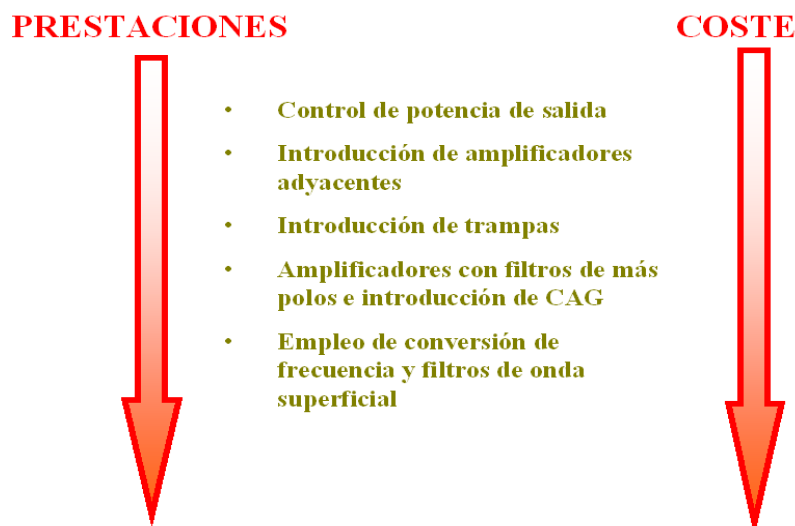 PRESTACIONES
COSTE
• Control de potencia de salida
• Introducción de amplificadores
adyacentes
• Introducción de trampas
• Amplificadores con filtros de más
polos e introducción de CAG
• Empleo de conversión de
frecuencia y filtros de onda
superficial